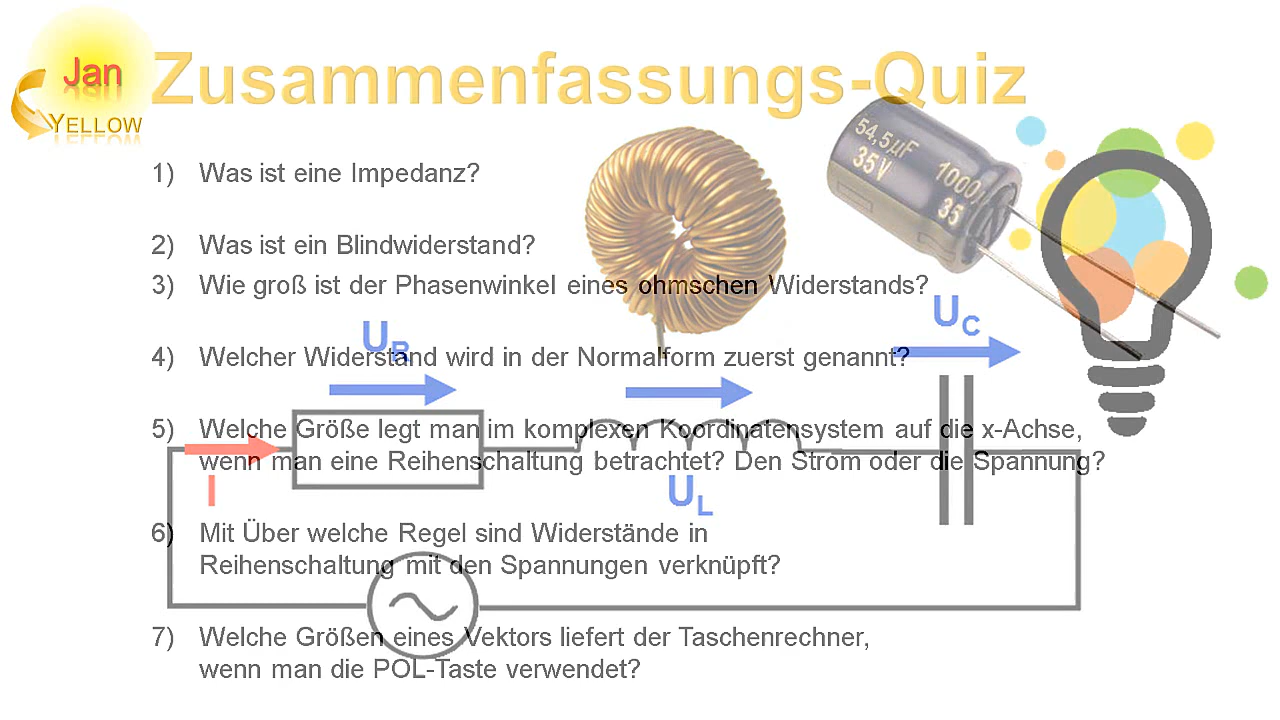 Jan
YELLOW
Zusammenfassungs-Quiz
54,5µF
35V
1000µ
35
1) Was ist eine Impedanz?
2) Was ist ein Blindwiderstand?
3) Wie groß ist der Phasenwinkel eines ohmschen Widerstands?
UC
UR
4) Welcher Widerstand wird in der Normalform zuerst genannt?
5) Welche Größe legt man im komplexen Koordinatensystem auf die x-Achse,
wenn man eine Reihenschaltung betrachtet? Den Strom oder die Spannung?
I
UL
6) Mit Über welche Regel sind Widerstände in
Reihenschaltung mit den Spannungen verknüpft?
7) Welche Größen eines Vektors liefert der Taschenrechner,
wenn man die POL-Taste verwendet?